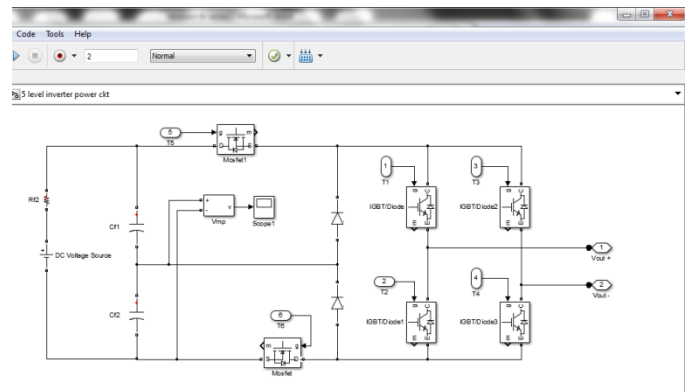 Code Tools Help
2
Normal
5 level inverter power ckt
5
T5
g
m
D
E
Mosfet1
Rf2
Cf1
+
-
v
Vmp
Scope1
1
T1
g
C
IGBT/Diode
E
m
3
T3
g
C
IGBT/Diode2
E
m
DC Voltage Source
1
Vout +
2
Vout -
Cf2
6
T6
m
g
S
D
Mosfet
2
T2
g
C
IGBT/Diode1
E
m
4
T4
g
C
IGBT/Diode3
E
m